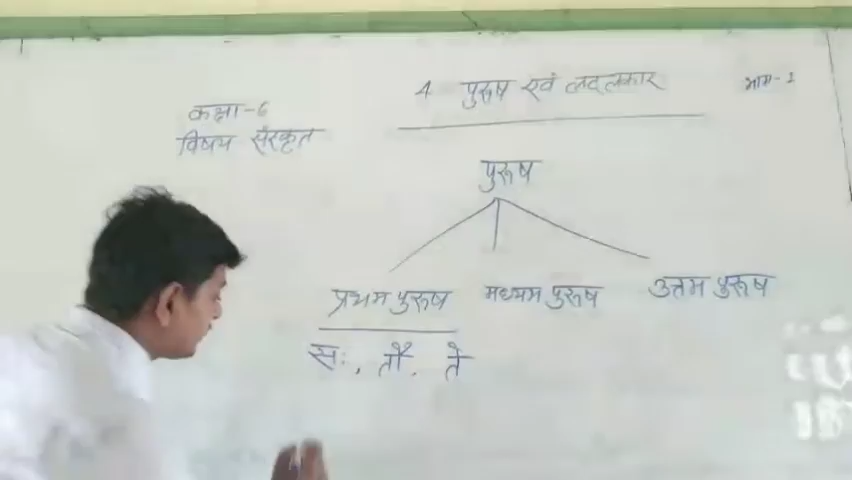 4 पुरूष एवं लट्लकार भाग-1
कक्षा-6
विषय संस्कृत
पुरूष
प्रथम पुरूष मध्यम पुरूष उत्तम पुरूष
सः, तौ, ते